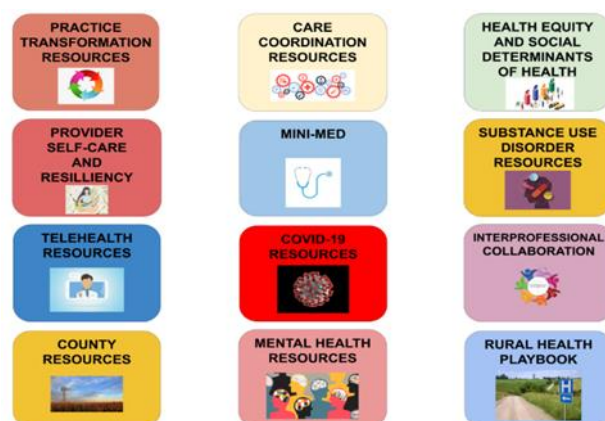 PRACTICE
TRANSFORMATION
RESOURCES
CARE
COORDINATION
RESOURCES
HEALTH EQUITY
AND SOCIAL
DETERMINANTS
OF HEALTH
PROVIDER
SELF-CARE
AND
RESILLIENCY
MINI-MED
SUBSTANCE USE
DISORDER
RESOURCES
TELEHEALTH
RESOURCES
COVID-19
RESOURCES
INTERPROFESSIONAL
COLLABORATION
COUNTY
RESOURCES
MENTAL HEALTH
RESOURCES
RURAL HEALTH
PLAYBOOK
H